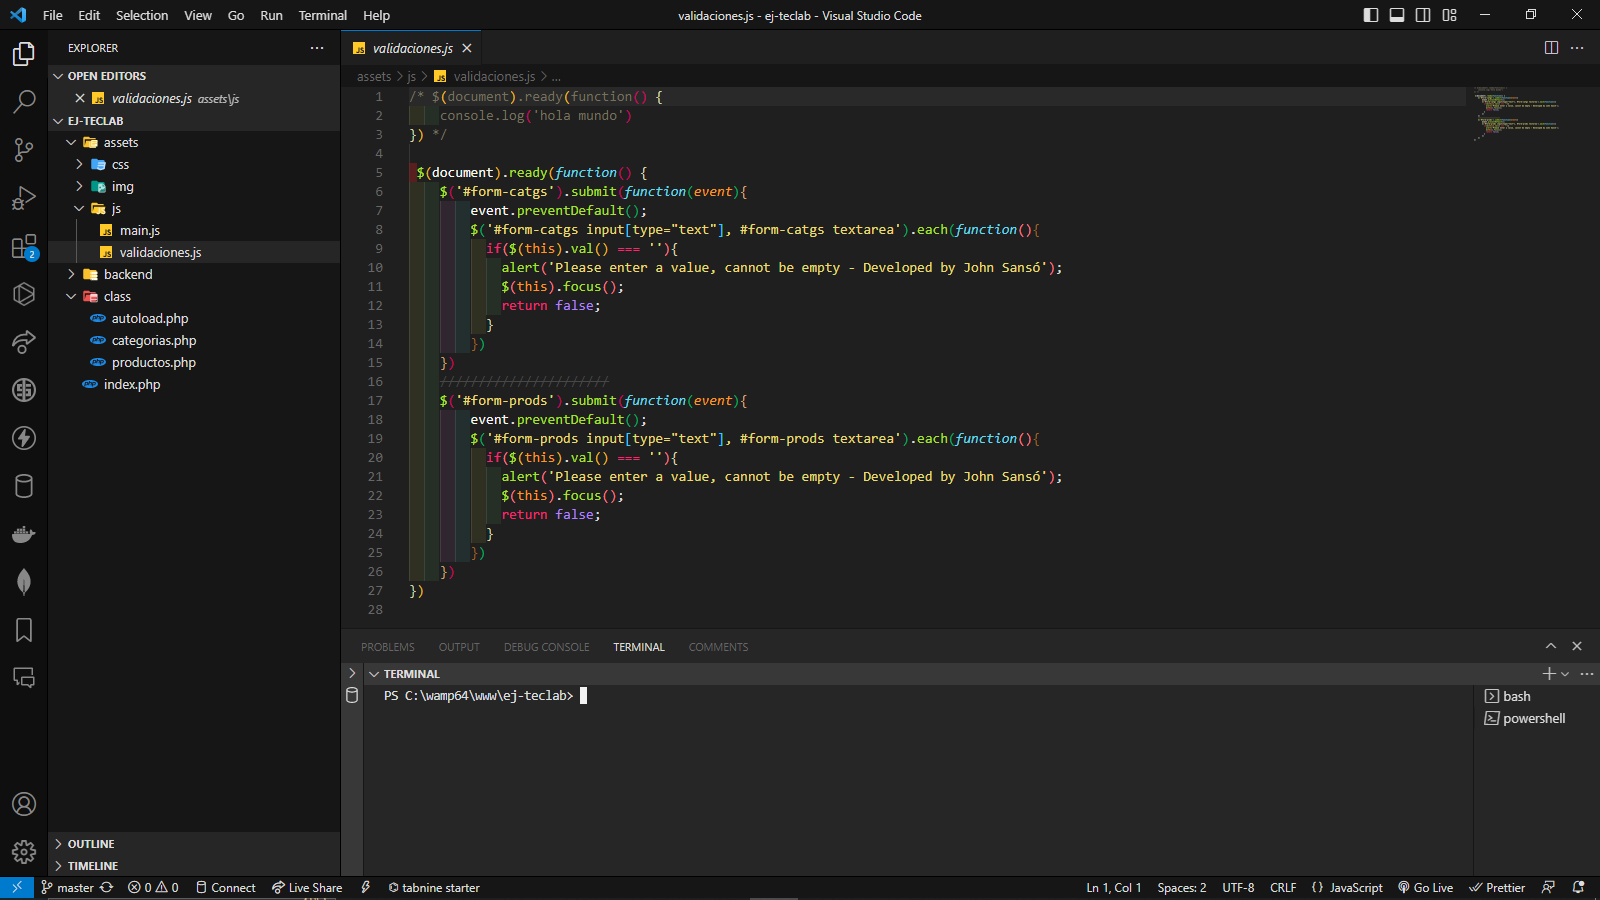 File Edit Selection View Go Run Terminal Help
validaciones.js - ej-teclab - Visual Studio Code
EXPLORER
OPEN EDITORS
validaciones.js assets\js
EJ-TECLAB
assets
css
img
js
main.js
validaciones.js
backend
class
autoload.php
categorias.php
productos.php
index.php
OUTLINE
TIMELINE
2
validaciones.js
assets > js > validaciones.js > ...
1 /* $(document).ready(function() {
2 console.log('hola mundo')
3 }) */
4
5 $(document).ready(function() {
6 $('#form-catgs').submit(function(event){
7 event.preventDefault();
8 $('#form-catgs input[type="text"], #form-catgs textarea').each(function(){
9 if($(this).val() === ''){
10 alert('Please enter a value, cannot be empty - Developed by John Sansó');
11 $(this).focus();
12 return false;
13 }
14 })
15 })
16 //////////////////////
17 $('#form-prods').submit(function(event){
18 event.preventDefault();
19 $('#form-prods input[type="text"], #form-prods textarea').each(function(){
20 if($(this).val() === ''){
21 alert('Please enter a value, cannot be empty - Developed by John Sansó');
22 $(this).focus();
23 return false;
24 }
25 })
26 })
27 })
28
PROBLEMS OUTPUT DEBUG CONSOLE TERMINAL COMMENTS
TERMINAL
PS C:\wamp64\www\ej-teclab>
bash
powershell
master 0 0 Connect Live Share tabnine starter
Ln 1, Col 1 Spaces: 2 UTF-8 CRLF {} JavaScript Go Live Prettier